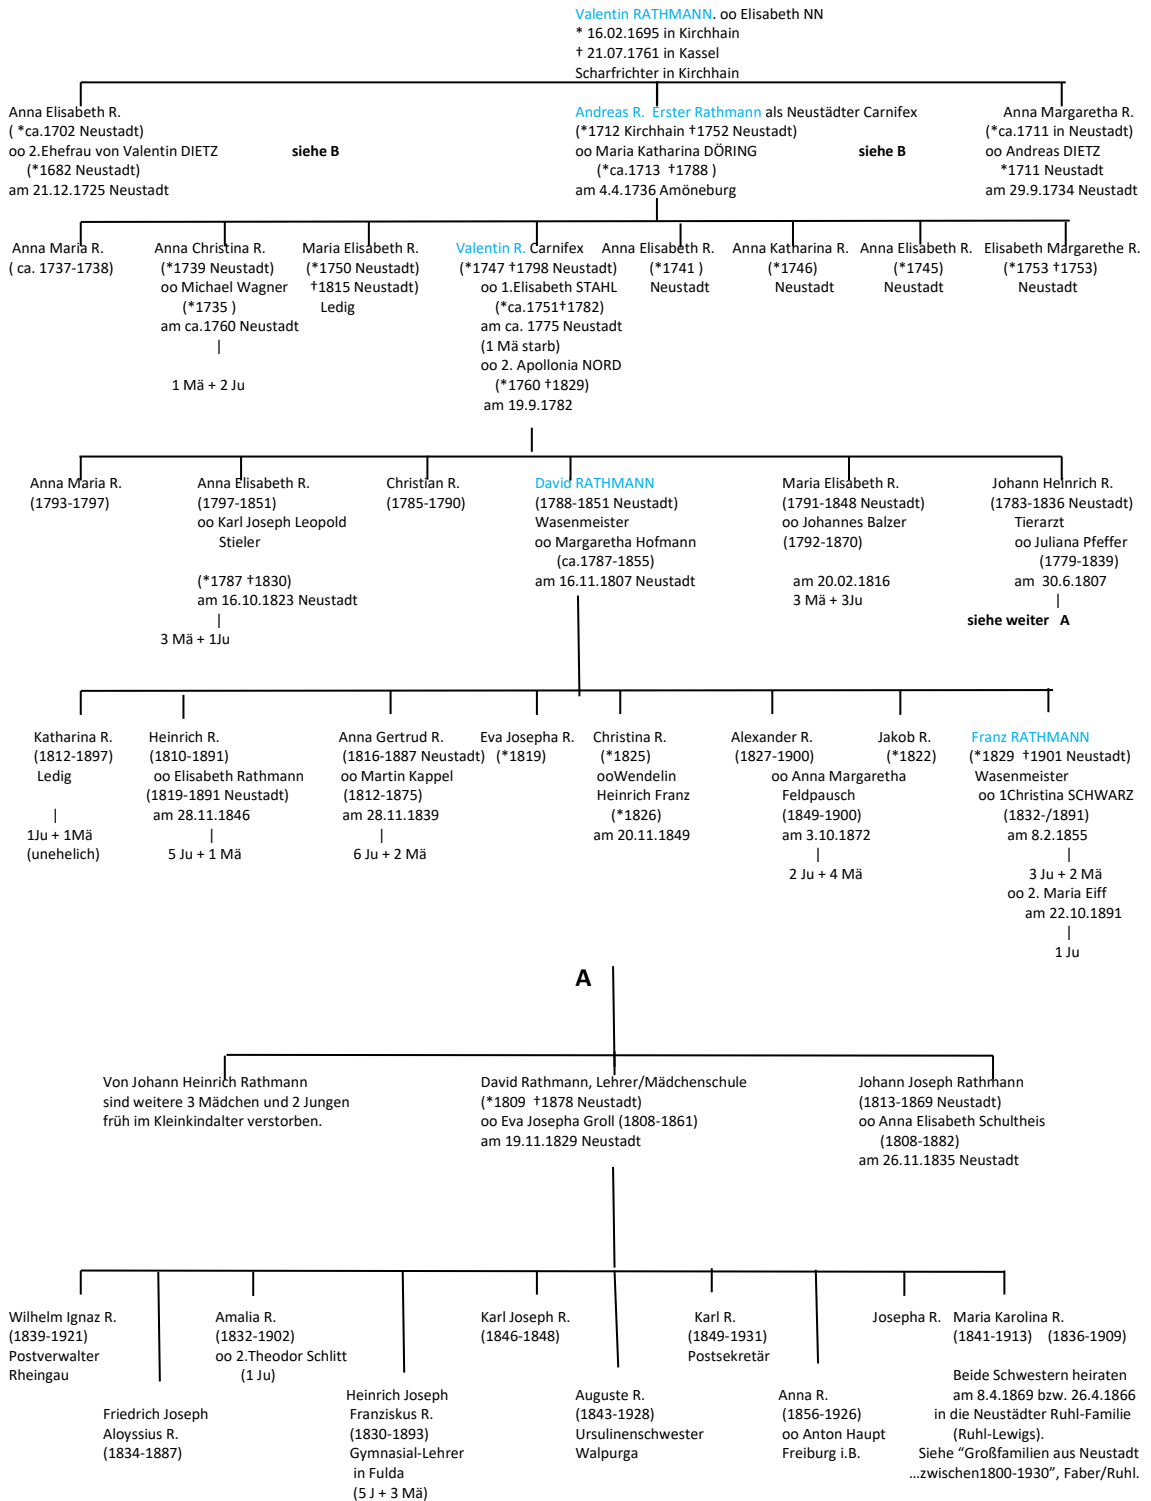 Valentin RATHMANN. oo Elisabeth NN
* 16.02.1695 in Kirchhain
† 21.07.1761 in Kassel
Scharfrichter in Kirchhain
Anna Elisabeth R.
( *ca.1702 Neustadt)
oo 2.Ehefrau von Valentin DIETZ
(*1682 Neustadt)
am 21.12.1725 Neustadt
siehe B
Andreas R. Erster Rathmann als Neustädter Carnifex
(*1712 Kirchhain †1752 Neustadt)
oo Maria Katharina DÖRING
(*ca.1713 †1788 )
am 4.4.1736 Amöneburg
siehe B
Anna Margaretha R.
(*ca.1711 in Neustadt)
oo Andreas DIETZ
*1711 Neustadt
am 29.9.1734 Neustadt
Anna Maria R.
( ca. 1737-1738)
Anna Christina R.
(*1739 Neustadt)
oo Michael Wagner
(*1735 )
am ca.1760 Neustadt
|
1 Mä + 2 Ju
Maria Elisabeth R.
(*1750 Neustadt)
†1815 Neustadt)
Ledig
Valentin R. Carnifex
(*1747 †1798 Neustadt)
oo 1.Elisabeth STAHL
(*ca.1751†1782)
am ca. 1775 Neustadt
(1 Mä starb)
oo 2. Apollonia NORD
(*1760 †1829)
am 19.9.1782
Anna Elisabeth R.
(*1741 )
Neustadt
Anna Katharina R.
(*1746)
Neustadt
Anna Elisabeth R.
(*1745)
Neustadt
Elisabeth Margarethe R.
(*1753 †1753)
Neustadt
Anna Maria R.
(1793-1797)
Anna Elisabeth R.
(1797-1851)
oo Karl Joseph Leopold
Stieler
(*1787 †1830)
am 16.10.1823 Neustadt
|
3 Mä + 1Ju
Christian R.
(1785-1790)
David RATHMANN
(1788-1851 Neustadt)
Wasenmeister
oo Margaretha Hofmann
(ca.1787-1855)
am 16.11.1807 Neustadt
Maria Elisabeth R.
(1791-1848 Neustadt)
oo Johannes Balzer
(1792-1870)
am 20.02.1816
3 Mä + 3Ju
Johann Heinrich R.
(1783-1836 Neustadt)
Tierarzt
oo Juliana Pfeffer
(1779-1839)
am 30.6.1807
|
siehe weiter A
Katharina R.
(1812-1897)
Ledig
|
1Ju + 1Mä
(unehelich)
Heinrich R.
(1810-1891)
oo Elisabeth Rathmann
(1819-1891 Neustadt)
am 28.11.1846
|
5 Ju + 1 Mä
Anna Gertrud R.
(1816-1887 Neustadt)
oo Martin Kappel
(1812-1875)
am 28.11.1839
|
6 Ju + 2 Mä
Eva Josepha R.
(*1819)
Christina R.
(*1825)
ooWendelin
Heinrich Franz
(*1826)
am 20.11.1849
Alexander R.
(1827-1900)
oo Anna Margaretha
Feldpausch
(1849-1900)
am 3.10.1872
|
2 Ju + 4 Mä
Jakob R.
(*1822)
Franz RATHMANN
(*1829 †1901 Neustadt)
Wasenmeister
oo 1Christina SCHWARZ
(1832-/1891)
am 8.2.1855
|
3 Ju + 2 Mä
oo 2. Maria Eiff
am 22.10.1891
|
1 Ju
A
Von Johann Heinrich Rathmann
sind weitere 3 Mädchen und 2 Jungen
früh im Kleinkindalter verstorben.
David Rathmann, Lehrer/Mädchenschule
(*1809 †1878 Neustadt)
oo Eva Josepha Groll (1808-1861)
am 19.11.1829 Neustadt
Johann Joseph Rathmann
(1813-1869 Neustadt)
oo Anna Elisabeth Schultheis
(1808-1882)
am 26.11.1835 Neustadt
Wilhelm Ignaz R.
(1839-1921)
Postverwalter
Rheingau
Friedrich Joseph
Aloyssius R.
(1834-1887)
Amalia R.
(1832-1902)
oo 2.Theodor Schlitt
(1 Ju)
Heinrich Joseph
Franziskus R.
(1830-1893)
Gymnasial-Lehrer
in Fulda
(5 J + 3 Mä)
Karl Joseph R.
(1846-1848)
Auguste R.
(1843-1928)
Ursulinenschwester
Walpurga
Karl R.
(1849-1931)
Postsekretär
Anna R.
(1856-1926)
oo Anton Haupt
Freiburg i.B.
Josepha R. Maria Karolina R.
(1841-1913) (1836-1909)
Beide Schwestern heiraten
am 8.4.1869 bzw. 26.4.1866
in die Neustädter Ruhl-Familie
(Ruhl-Lewigs).
Siehe “Großfamilien aus Neustadt
...zwischen1800-1930”, Faber/Ruhl.